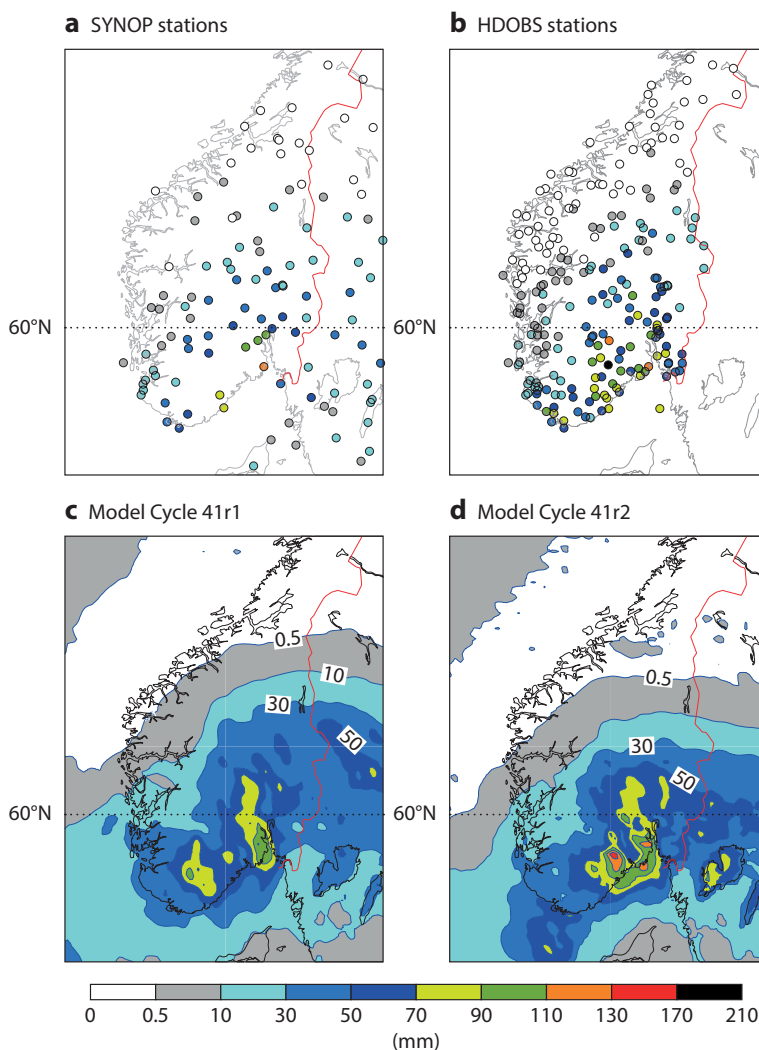 a SYNOP stations
b HDOBS stations
60°N
60°N
c Model Cycle 41r1
d Model Cycle 41r2
0.5
10
30
50
60°N
0.5
30
50
60°N
0 0.5 10 30 50 70 90 110 130 170 210
(mm)